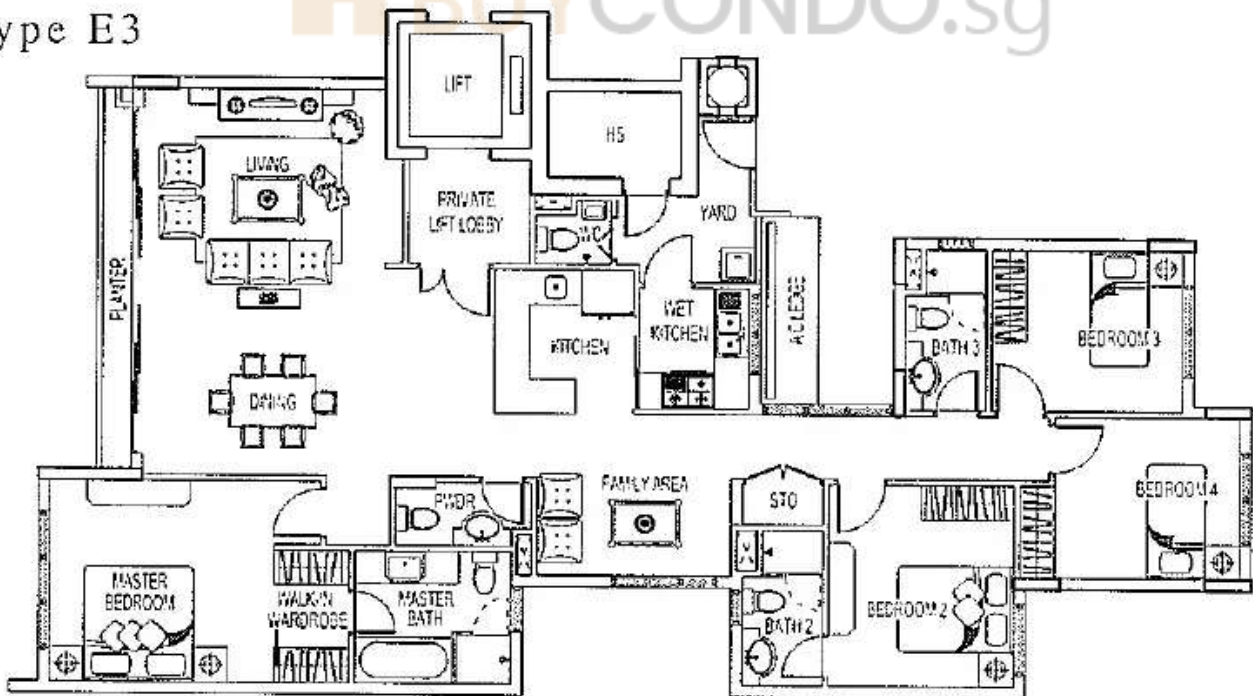 BUYCONDO.sg
ype E3
LIFT
HS
LIVING
PRIVATE
LIFT LOBBY
WC
YARD
PLANTER
AC LEDGE
WET
KITCHEN
KITCHEN
BATH 3
BEDROOM 3
DINING
FAMILY AREA
PWDR
STO
BEDROOM 4
MASTER
BEDROOM
WALK-IN
WARDROBE
MASTER
BATH
BATH 2
BEDROOM 2